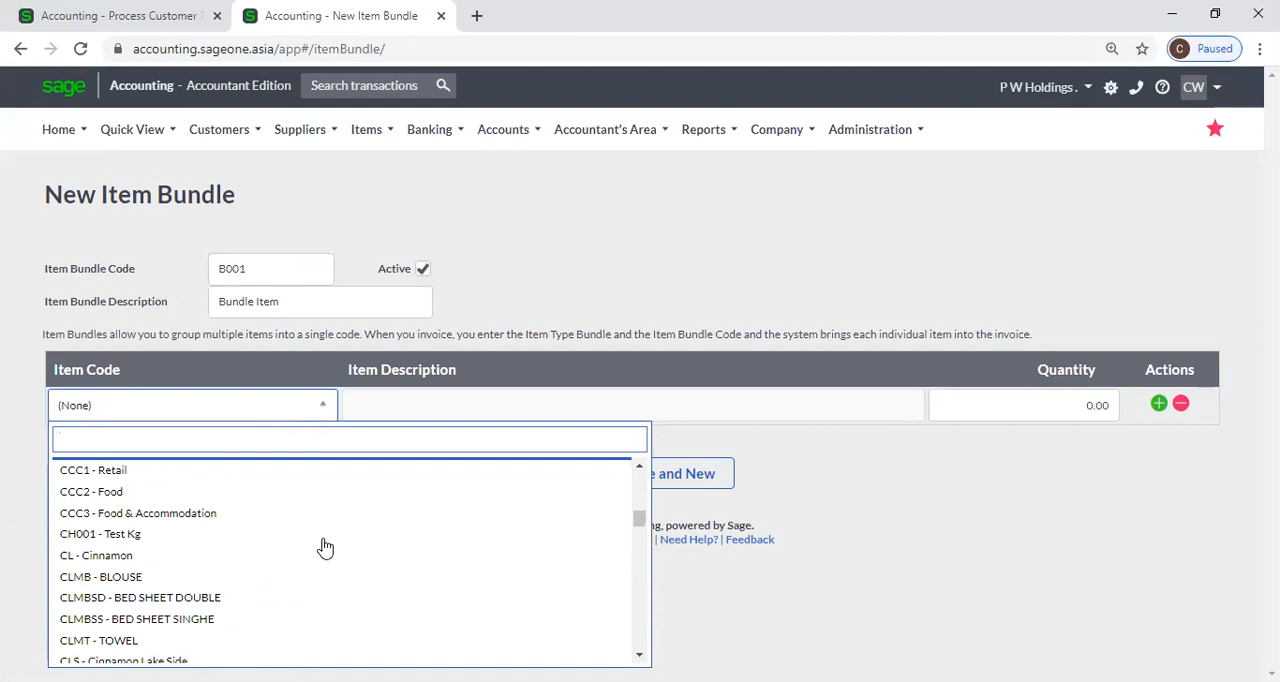 Accounting - Process Customer
Accounting - New Item Bundle
accounting.sageone.asia/app#/itemBundle/
C Paused
sage Accounting - Accountant Edition Search transactions P W Holdings . CW
Home Quick View Customers Suppliers Items Banking Accounts Accountant's Area Reports Company Administration
New Item Bundle
Item Bundle Code B001 Active
Item Bundle Description Bundle Item
Item Bundles allow you to group multiple items into a single code. When you invoice, you enter the Item Type Bundle and the Item Bundle Code and the system brings each individual item into the invoice.
Item Code Item Description Quantity Actions
(None) 0.00
CCC1 - Retail
e and New
CCC2 - Food
CCC3 - Food & Accommodation
ng, powered by Sage.
CH001 - Test Kg
| Need Help? | Feedback
CL - Cinnamon
CLMB - BLOUSE
CLMBSD - BED SHEET DOUBLE
CLMBSS - BED SHEET SINGHE
CLMT - TOWEL
CLS - Cinnamon Lake Side